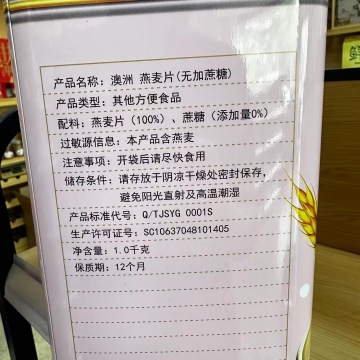 产品名称：澳洲 燕麦片(无加蔗糖)
产品类型：其他方便食品
配料：燕麦片（100%）、蔗糖（添加量0%）
过敏源信息：本产品含燕麦
注意事项：开袋后请尽快食用
储存条件：请存放于阴凉干燥处密封保存，
避免阳光直射及高温潮湿
产品标准代号：Q/TJSYG 0001S
生产许可证号：SC10637048101405
净含量：1.0千克
保质期：12个月